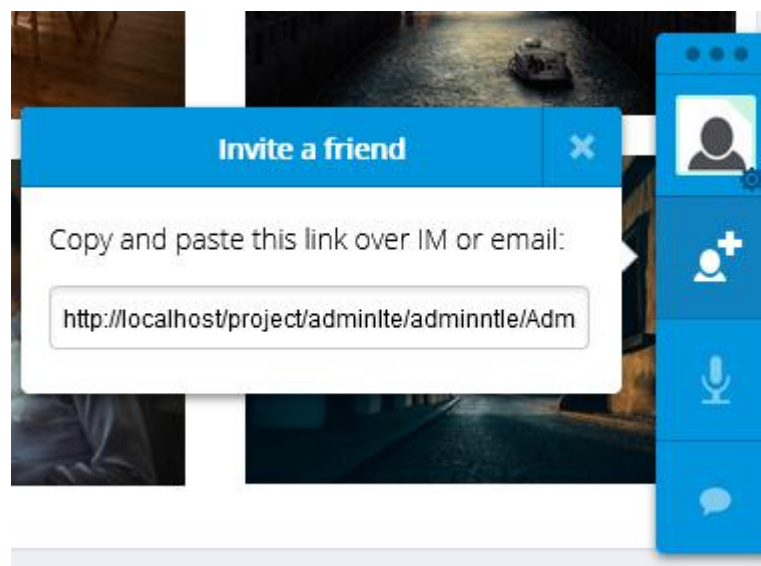 Invite a friend
Copy and paste this link over IM or email:
http://localhost/project/adminlte/adminntle/Adm